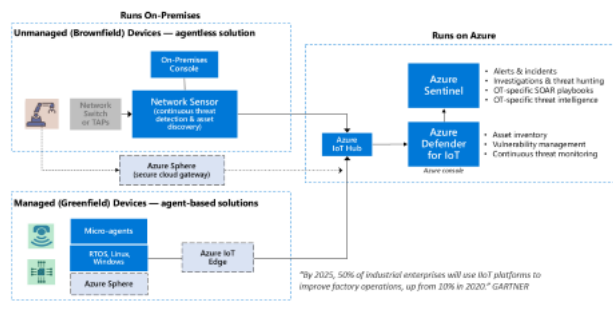 Runs On-Premises
Unmanaged (Brownfield) Devices — agentless solution
On-Premises
Console
Network
Switch
or TAPs
Network Sensor
(continuous threat
detection & asset
discovery)
Azure Sphere
(secure cloud gateway)
Managed (Greenfield) Devices — agent-based solutions
Micro-agents
RTOS, Linux,
Windows
Azure Sphere
Azure IoT
Edge
Runs on Azure
Azure
IoT Hub
Azure
Sentinel
• Alerts & incidents
• Investigations & threat hunting
• OT-specific SOAR playbooks
• OT-specific threat intelligence
Azure
Defender
for IoT
Azure console
• Asset inventory
• Vulnerability management
• Continuous threat monitoring
"By 2025, 50% of industrial enterprises will use IIoT platforms to
improve factory operations, up from 10% in 2020." GARTNER